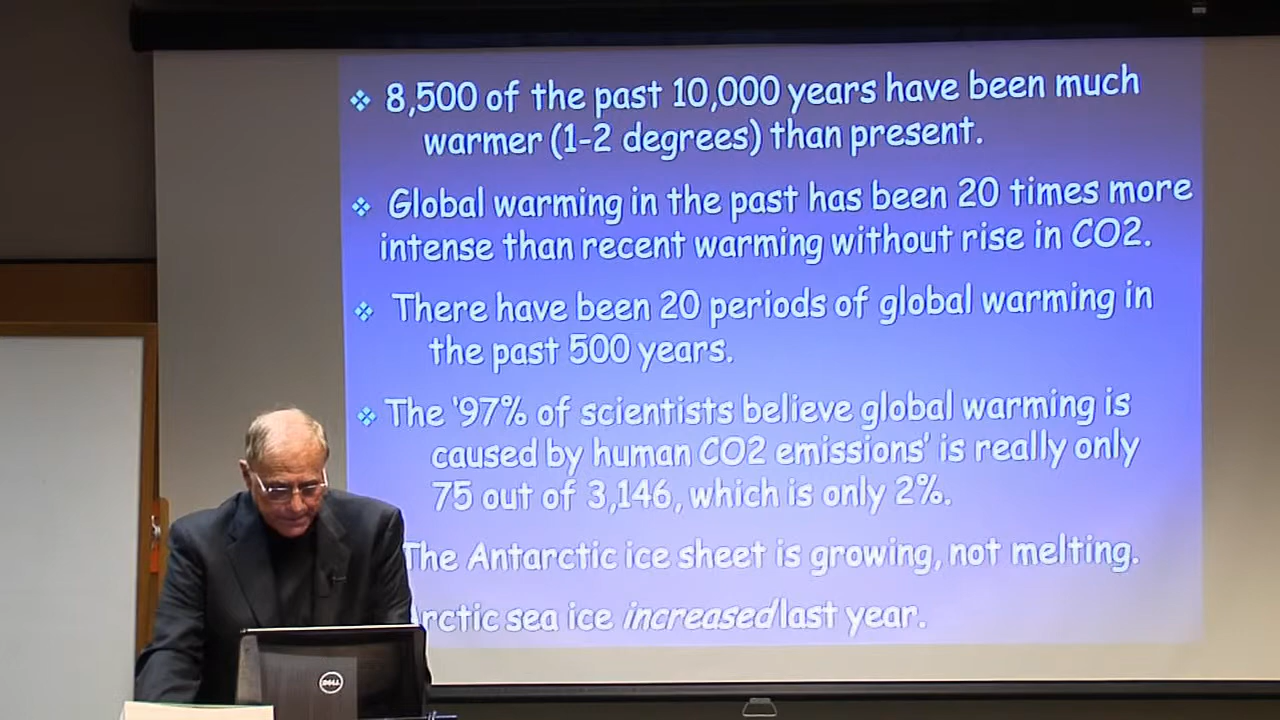 8,500 of the past 10,000 years have been much
warmer (1-2 degrees) than present.
Global warming in the past has been 20 times more
intense than recent warming without rise in CO2.
There have been 20 periods of global warming in
the past 500 years.
The '97% of scientists believe global warming is
caused by human CO2 emissions' is really only
75 out of 3,146, which is only 2%.
The Antarctic ice sheet is growing, not melting.
rctic sea ice increased last year.
DELL